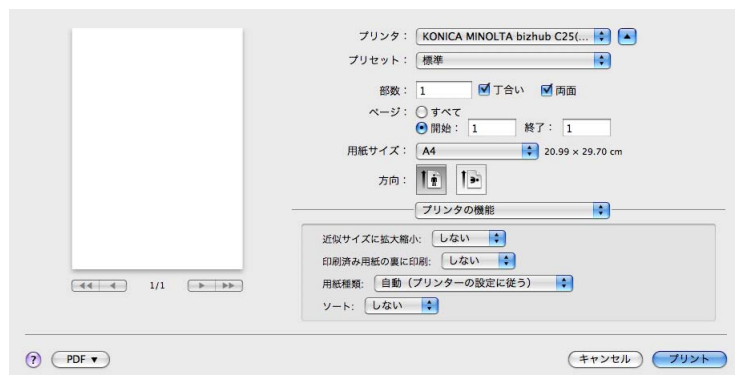 プリンタ： KONICA MINOLTA bizhub C25(...
プリセット： 標準
部数： 1 丁合い 両面
ページ： すべて
開始： 1 終了： 1
用紙サイズ： A4 20.99 × 29.70 cm
方向：
プリンタの機能
近似サイズに拡大縮小: しない
印刷済み用紙の裏に印刷: しない
用紙種類: 自動（プリンターの設定に従う）
ソート: しない
1/1
? PDF ▼ キャンセル プリント